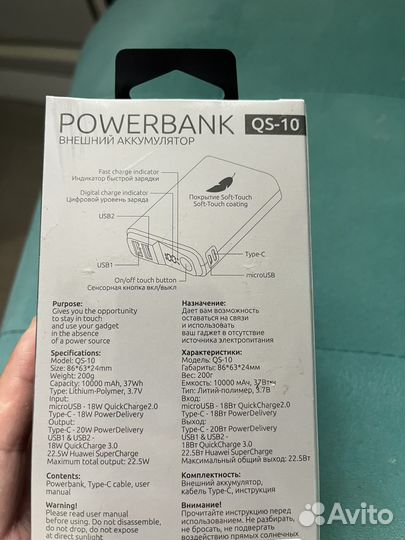 POWERBANK QS-10
ВНЕШНИЙ АККУМУЛЯТОР
Fast charge indicator
Индикатор быстрой зарядки
Digital charge indicator
Цифровой уровень заряда
USB2
Покрытие Soft-Touch
Soft-Touch coating
100%
USB1
Type-C
On/off touch button
Сенсорная кнопка вкл/выкл
microUSB
Purpose:
Gives you the opportunity
to stay in touch
and use your gadget
in the absence
of a power source
Specifications:
Model: QS-10
Size: 86*63*24mm
Weight: 200g
Capacity: 10000 mAh, 37Wh
Type: Lithium-Polymer, 3.7V
Input:
microUSB - 18W QuickCharge2.0
Type-C - 18W PowerDelivery
Output:
Type-C - 20W PowerDelivery
USB1 & USB2 -
18W QuickCharge 3.0
22.5W Huawei SuperCharge
Maximum total output: 22.5W
Contents:
Powerbank, Type-C cable, user
manual
Warning!
Please read user manual
before using. Do not disassemble,
do not drop, do not expose
at direct sunlight
Назначение:
Дает вам возможность
оставаться на связи
и использовать
ваш гаджет в отсутствие
источника электропитания
Характеристики:
Модель: QS-10
Габариты: 86*63*24мм
Вес: 200г
Емкость: 10000 мАч, 37Втч
Тип: Литий-полимер, 3.7В
Вход:
microUSB - 18Вт QuickCharge2.0
Type-C - 18Вт PowerDelivery
Выход:
Type-C - 20Вт PowerDelivery
USB1 & USB2 -
18Вт QuickCharge 3.0
22.5Вт Huawei SuperCharge
Максимальный общий выход: 22.5Вт
Комплектность:
Внешний аккумулятор,
кабель Type-C, инструкция
Внимание!
Прочитайте инструкцию перед
использованием. Не разбирать,
не бросать, не подвергать
воздействию прямых солнечных
Avito